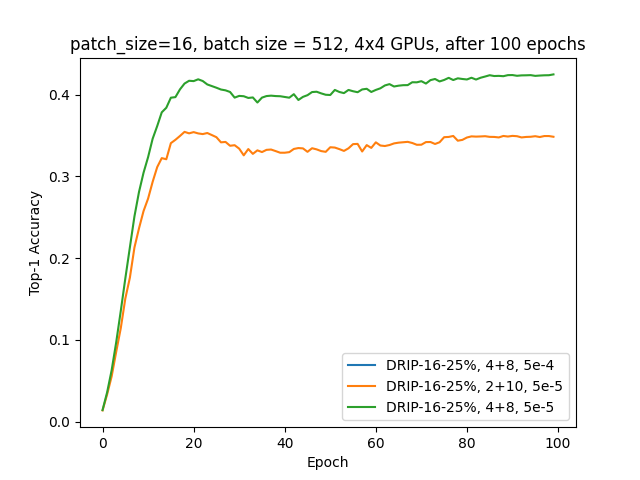 patch_size=16, batch size = 512, 4x4 GPUs, after 100 epochs
Top-1 Accuracy
0.4
0.3
0.2
0.1
0.0
DRIP-16-25%, 4+8, 5e-4
DRIP-16-25%, 2+10, 5e-5
DRIP-16-25%, 4+8, 5e-5
0 20 40 60 80 100
Epoch